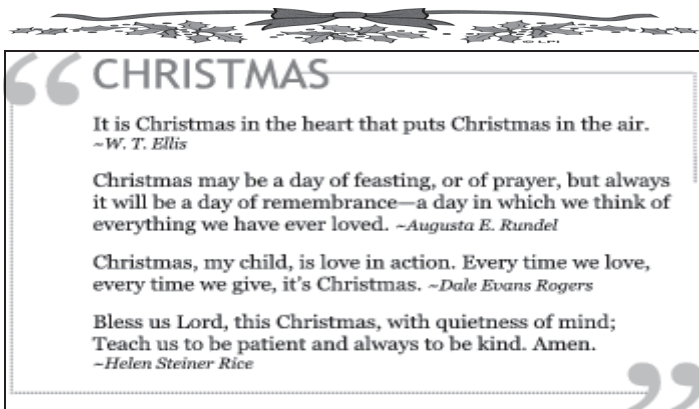 © LPI
CHRISTMAS
It is Christmas in the heart that puts Christmas in the air.
~W. T. Ellis
Christmas may be a day of feasting, or of prayer, but always
it will be a day of remembrance—a day in which we think of
everything we have ever loved. ~Augusta E. Rundel
Christmas, my child, is love in action. Every time we love,
every time we give, it's Christmas. ~Dale Evans Rogers
Bless us Lord, this Christmas, with quietness of mind;
Teach us to be patient and always to be kind. Amen.
~Helen Steiner Rice